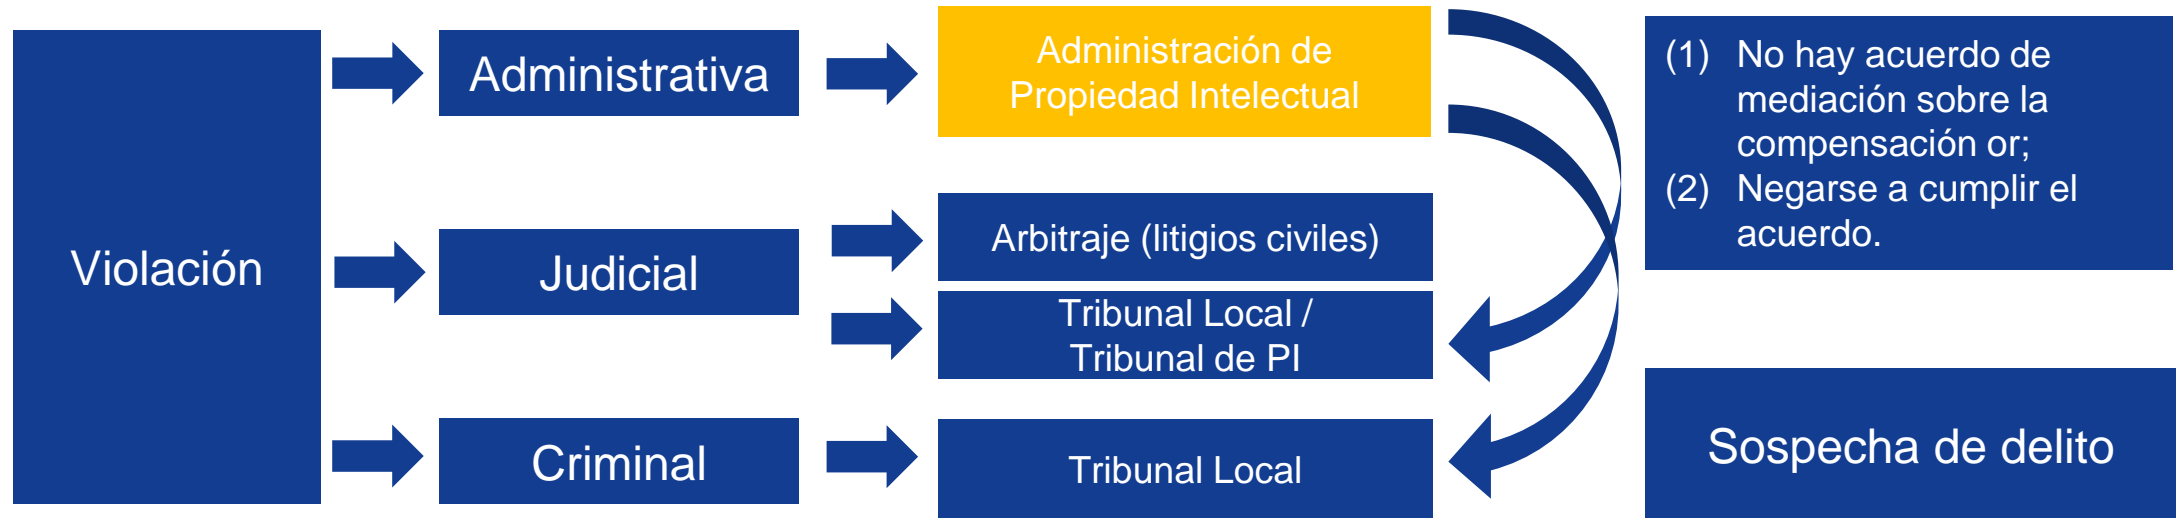 Violación
Administrativa
Administración de
Propiedad Intelectual
Judicial
Arbitraje (litigios civiles)
Tribunal Local /
Tribunal de PI
Criminal
Tribunal Local
(1) No hay acuerdo de
mediación sobre la
compensación or;
(2) Negarse a cumplir el
acuerdo.
Sospecha de delito